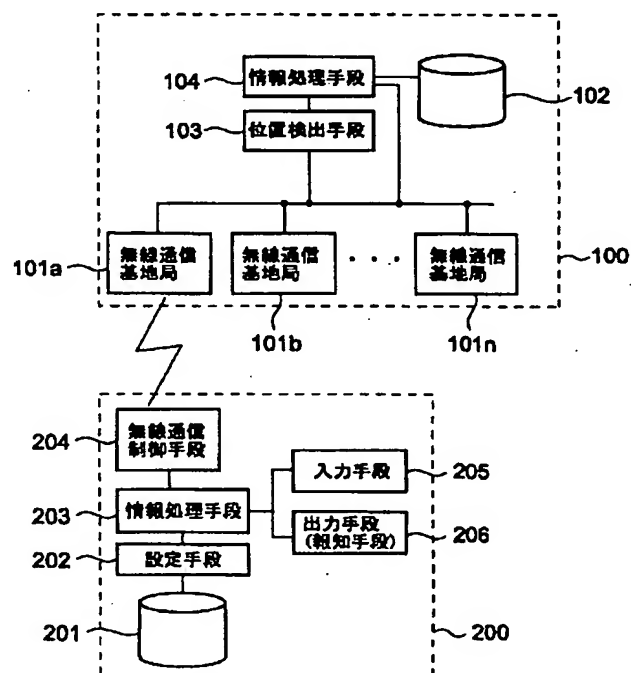 104
情報処理手段
102
103
位置検出手段
101a
無線通信
基地局
無線通信
基地局
・・・
無線通信
基地局
100
101b
101n
204
無線通信
制御手段
入力手段
205
203
情報処理手段
出力手段
(報知手段)
206
202
設定手段
201
200